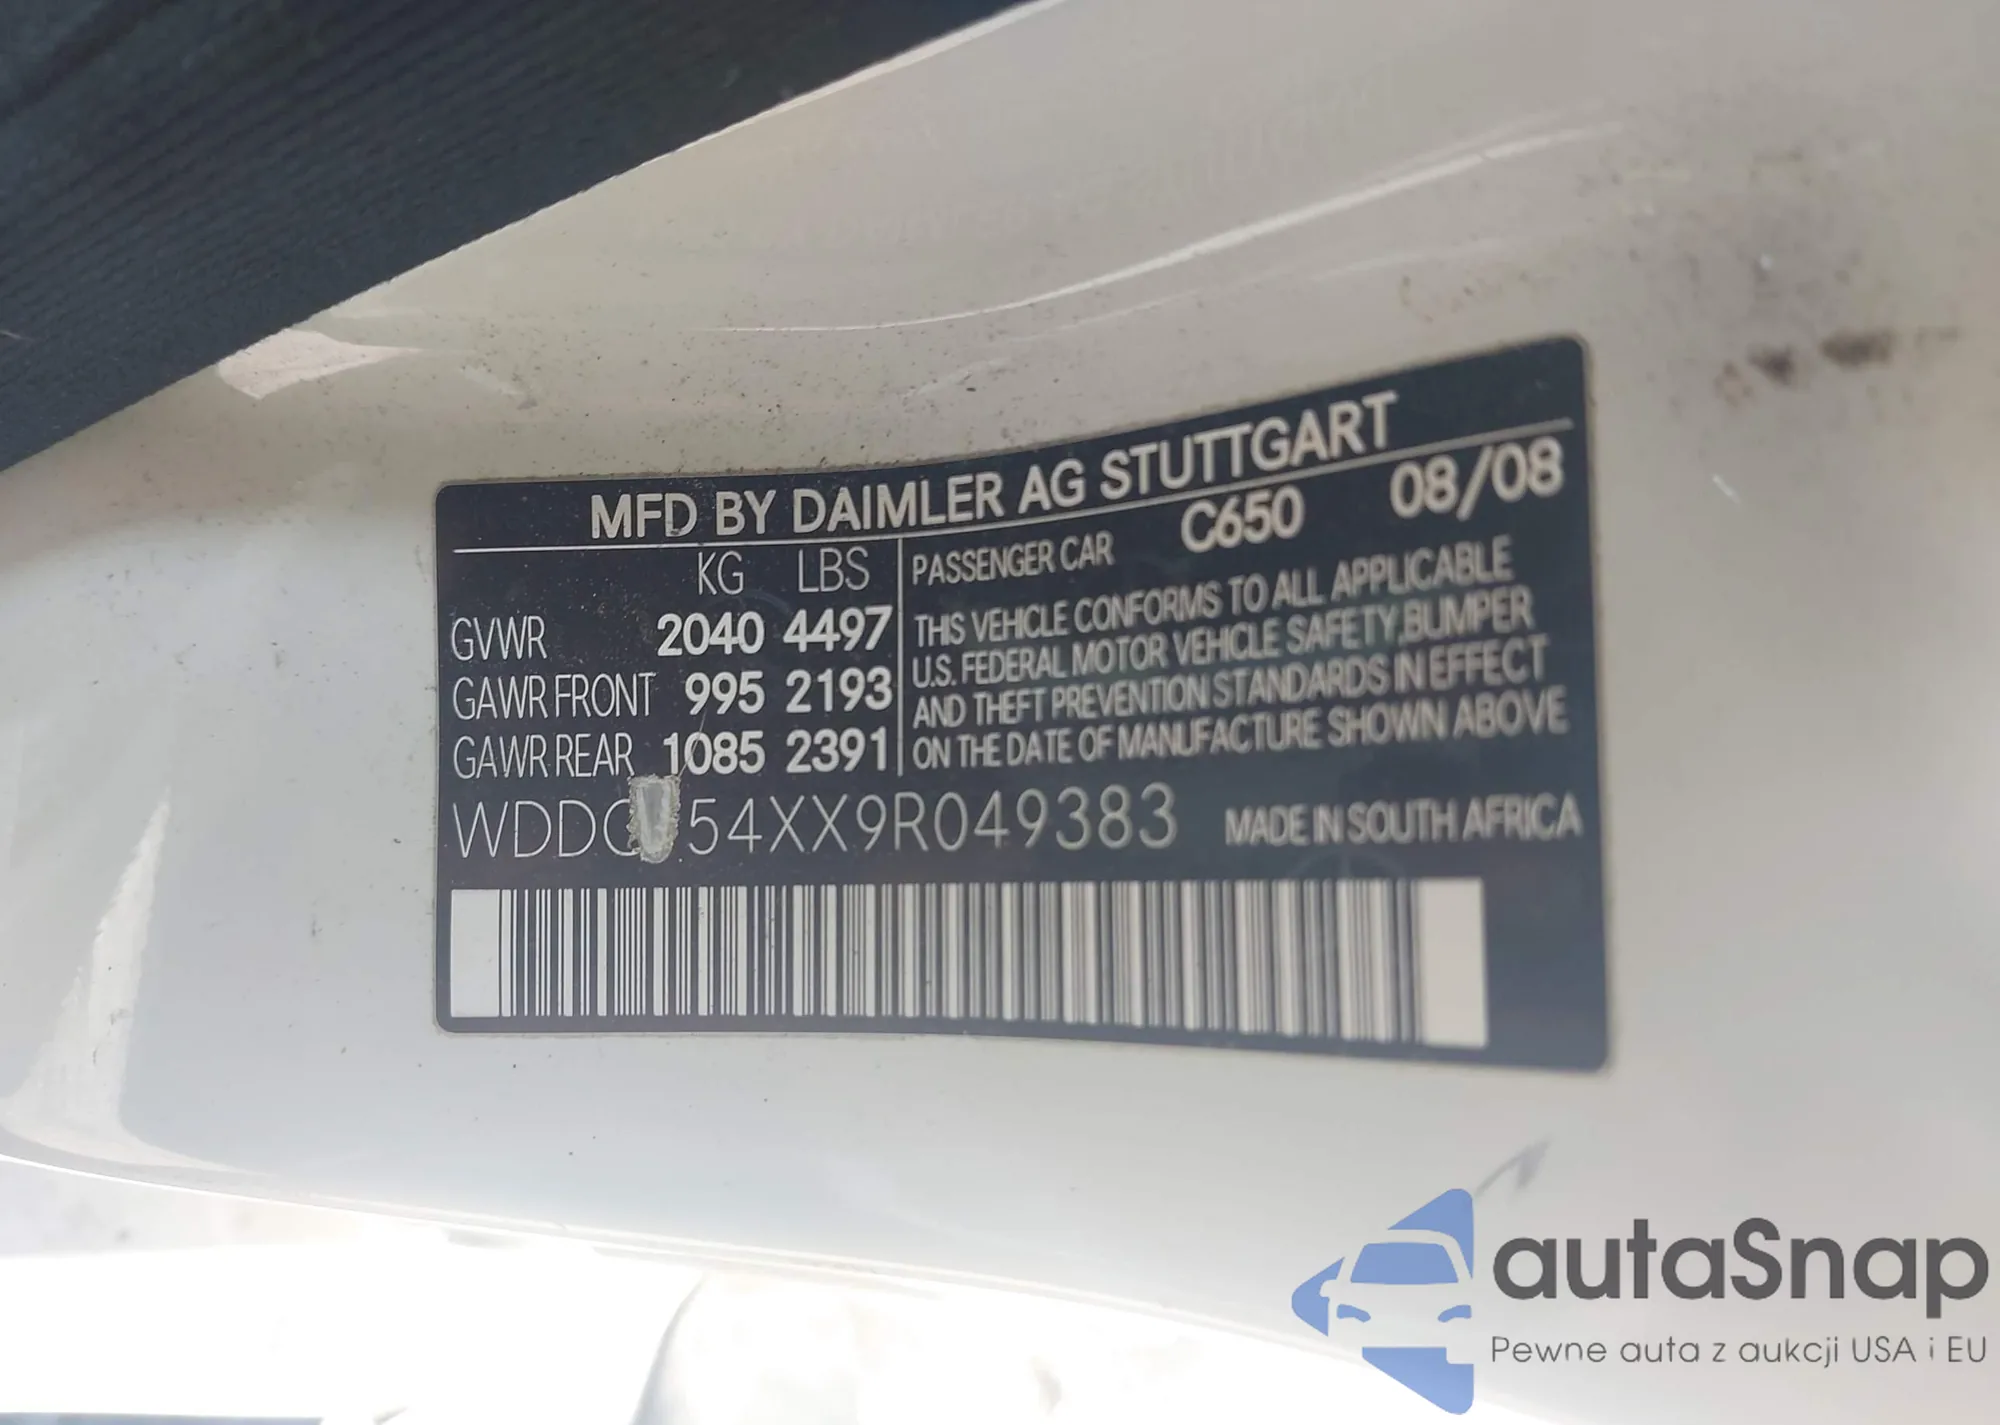 MFD BY DAIMLER AG STUTTGART
KG LBS
GVWR 2040 4497
GAWR FRONT 995 2193
GAWR REAR 1085 2391
PASSENGER CAR C650 08/08
THIS VEHICLE CONFORMS TO ALL APPLICABLE
U.S. FEDERAL MOTOR VEHICLE SAFETY,BUMPER
AND THEFT PREVENTION STANDARDS IN EFFECT
ON THE DATE OF MANUFACTURE SHOWN ABOVE
MADE IN SOUTH AFRICA
autaSnap
Pewne auta z aukcji USA i EU